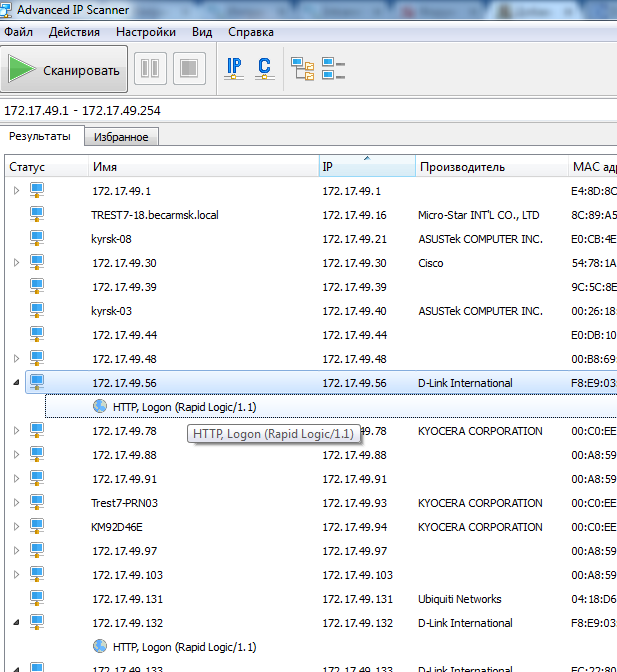 Advanced IP Scanner
Файл Действия Настройки Вид Справка
Сканировать IP C
172.17.49.1 - 172.17.49.254
Результаты Избранное
Статус Имя IP Производитель MAC адр
172.17.49.1 172.17.49.1 E4:8D:8C
TREST7-18.becarmsk.local 172.17.49.16 Micro-Star INT'L CO., LTD 8C:89:A5
kyrsk-08 172.17.49.21 ASUSTek COMPUTER INC. E0:CB:4E
172.17.49.30 172.17.49.30 Cisco 54:78:1A
172.17.49.39 172.17.49.39 9C:5C:8E
kyrsk-03 172.17.49.40 ASUSTek COMPUTER INC. 00:26:18
172.17.49.44 172.17.49.44 E0:DB:10
172.17.49.48 172.17.49.48 00:B8:69
172.17.49.56 172.17.49.56 D-Link International F8:E9:03
HTTP, Logon (Rapid Logic/1.1)
172.17.49.78 .78 KYOCERA CORPORATION 00:C0:EE
HTTP, Logon (Rapid Logic/1.1)
172.17.49.88 172.17.49.88 00:A8:59
172.17.49.91 172.17.49.91 00:A8:59
Trest7-PRN03 172.17.49.93 KYOCERA CORPORATION 00:C0:EE
KM92D46E 172.17.49.94 KYOCERA CORPORATION 00:C0:EE
172.17.49.97 172.17.49.97 00:A8:59
172.17.49.103 172.17.49.103 00:A8:59
172.17.49.131 172.17.49.131 Ubiquiti Networks 04:18:D6
172.17.49.132 172.17.49.132 D-Link International F8:E9:03
HTTP, Logon (Rapid Logic/1.1)
172.17.49.133 172.17.49.133 D-Link International FC:22:80